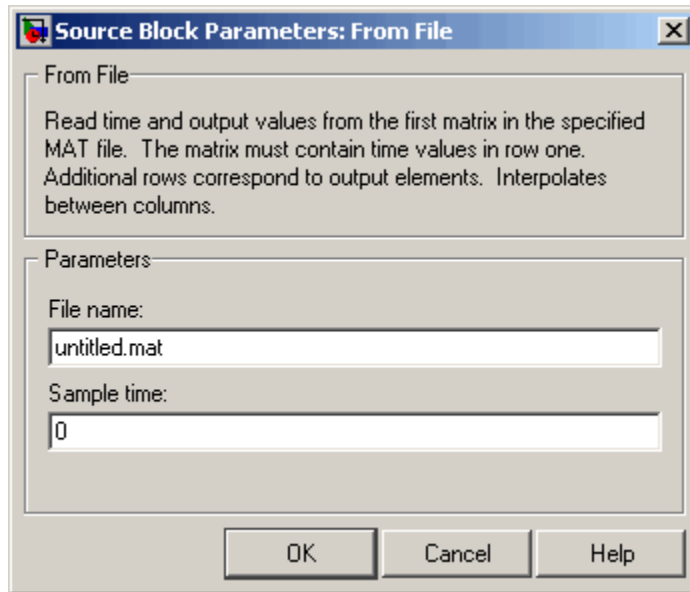 Source Block Parameters: From File
From File
Read time and output values from the first matrix in the specified
MAT file.  The matrix must contain time values in row one.
Additional rows correspond to output elements.  Interpolates
between columns.
Parameters
File name:
untitled.mat
Sample time:
0
OK Cancel Help